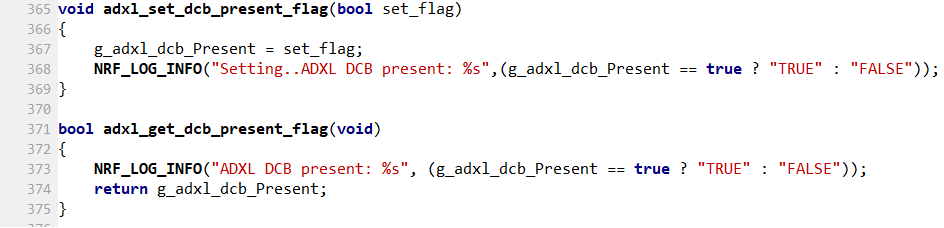 365 void adxl_set_dcb_present_flag(bool set_flag)
366 {
367     g_adxl_dcb_Present = set_flag;
368     NRF_LOG_INFO("Setting..ADXL DCB present: %s",(g_adxl_dcb_Present == true ? "TRUE" : "FALSE"));
369 }
370
371 bool adxl_get_dcb_present_flag(void)
372 {
373     NRF_LOG_INFO("ADXL DCB present: %s", (g_adxl_dcb_Present == true ? "TRUE" : "FALSE"));
374     return g_adxl_dcb_Present;
375 }